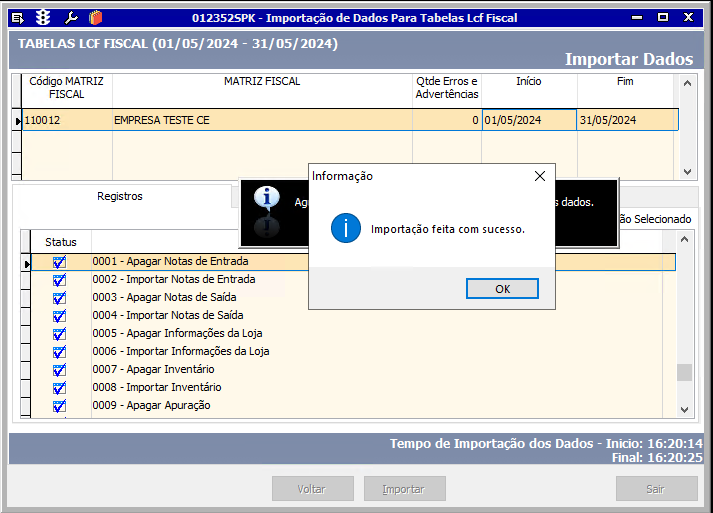 012352SPK - Importação de Dados Para Tabelas Lcf Fiscal
TABELAS LCF FISCAL (01/05/2024 - 31/05/2024)
Importar Dados
Código MATRIZ FISCAL
MATRIZ FISCAL
Qtde Erros e Advertências
Início
Fim
110012 EMPRESA TESTE CE 0 01/05/2024 31/05/2024
Registros
Informação
Importação feita com sucesso.
OK
s dados.
ão Selecionado
Status
0001 - Apagar Notas de Entrada
0002 - Importar Notas de Entrada
0003 - Apagar Notas de Saída
0004 - Importar Notas de Saída
0005 - Apagar Informações da Loja
0006 - Importar Informações da Loja
0007 - Apagar Inventário
0008 - Importar Inventário
0009 - Apagar Apuração
Tempo de Importação dos Dados - Inicio: 16:20:14
Final: 16:20:25
Voltar
Importar
Sair